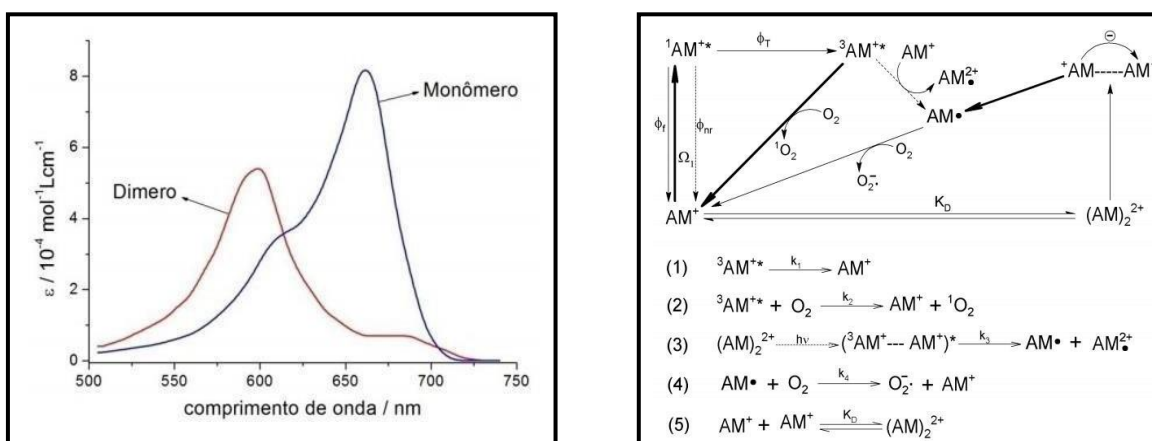 Monômero
Dimero
ε / 10⁻⁴ mol⁻¹Lcm⁻¹
8
6
4
2
0
500 550 600 650 700 750
comprimento de onda / nm
¹AM⁺* ϕT ³AM⁺* AM⁺ ⊖
AM²⁺• ⁺AM-----AM⁺
AM•
O₂
ϕf Ω₁ ϕnr ¹O₂ O₂
O₂⁻·
AM⁺ K_D (AM)₂²⁺
(1) ³AM⁺* k₁ AM⁺
(2) ³AM⁺* + O₂ k₂ AM⁺ + ¹O₂
(3) (AM)₂²⁺ hν (³AM⁺--- AM⁺)* k₃ AM• + AM²⁺•
(4) AM• + O₂ k₄ O₂⁻· + AM⁺
(5) AM⁺ + AM⁺ K_D (AM)₂²⁺